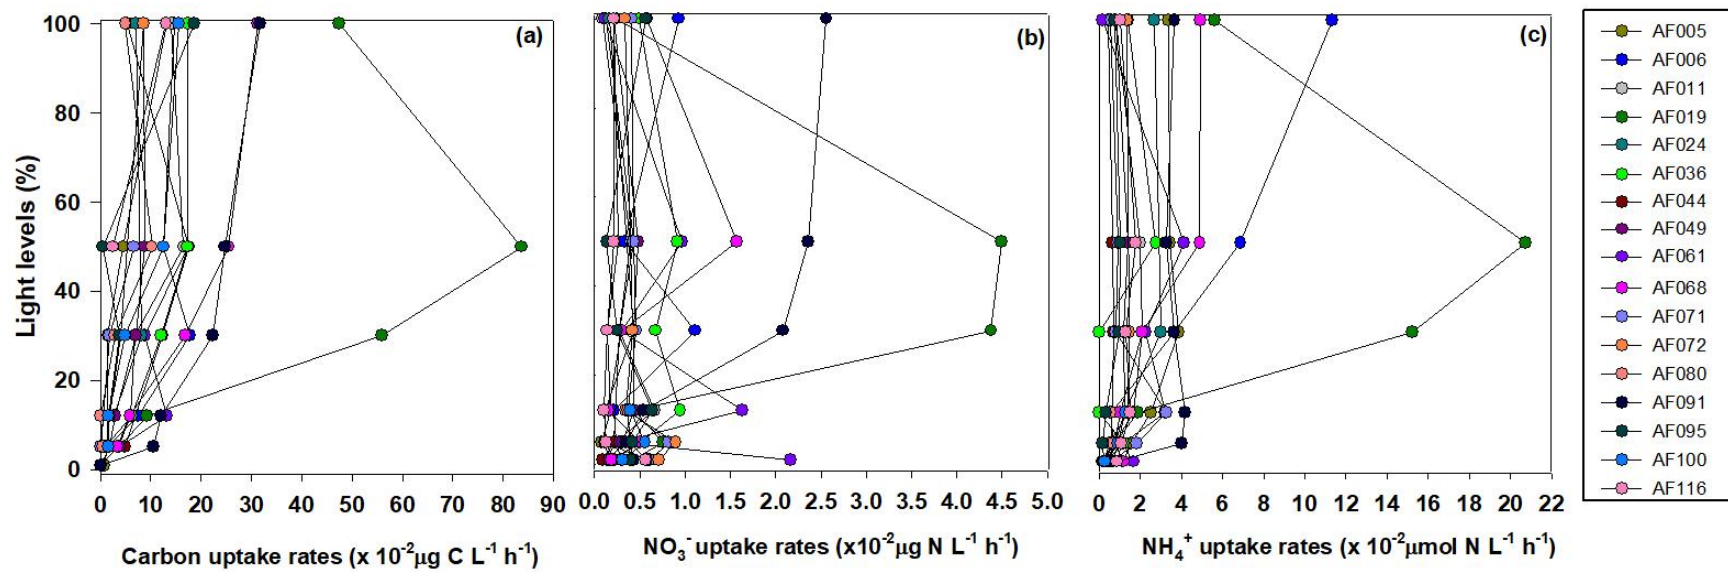 Light levels (%)
100
80
60
40
20
0
(a)
0 10 20 30 40 50 60 70 80 90
Carbon uptake rates (x 10⁻²µg C L⁻¹ h⁻¹)
(b)
0.0 0.5 1.0 1.5 2.0 2.5 3.0 3.5 4.0 4.5 5.0
NO₃⁻ uptake rates (x10⁻²µg N L⁻¹ h⁻¹)
(c)
0 2 4 6 8 10 12 14 16 18 20 22
NH₄⁺ uptake rates (x 10⁻²µmol N L⁻¹ h⁻¹)
AF005
AF006
AF011
AF019
AF024
AF036
AF044
AF049
AF061
AF068
AF071
AF072
AF080
AF091
AF095
AF100
AF116